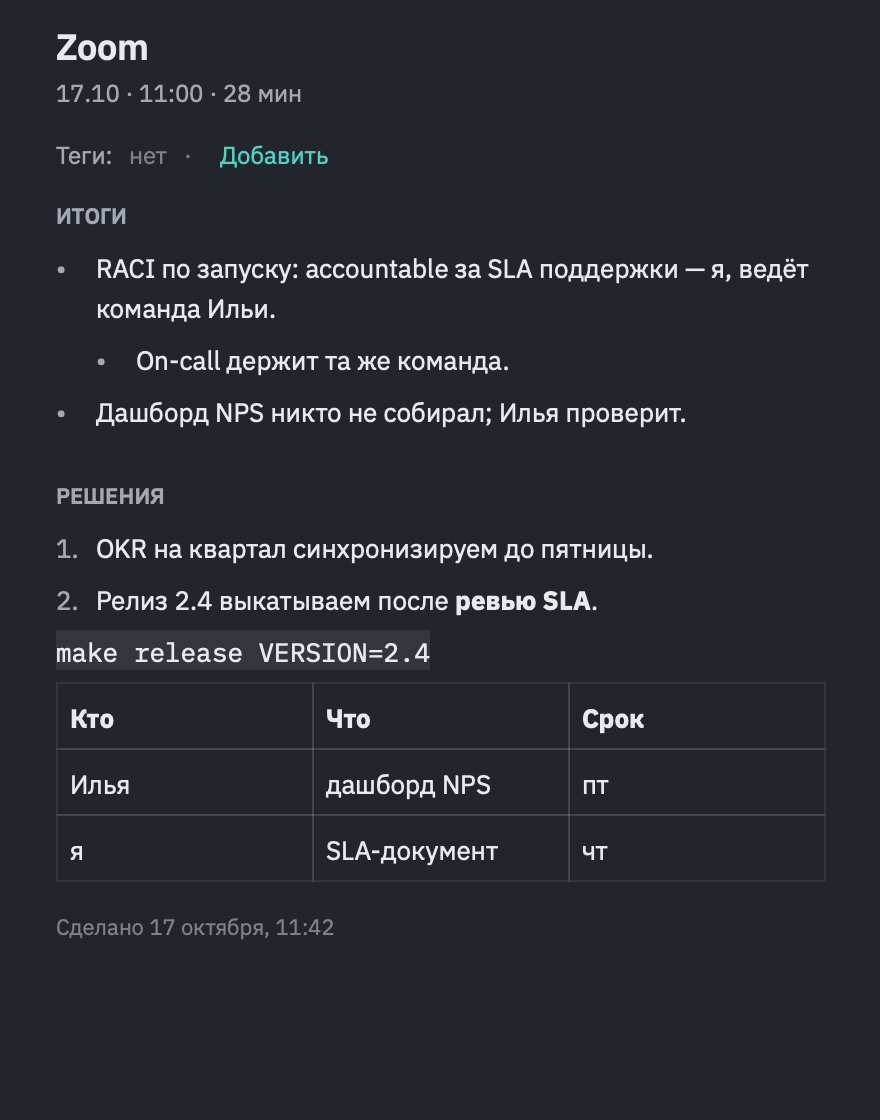 Zoom
17.10 · 11:00 · 28 мин
Теги: нет · Добавить
ИТОГИ
• RACI по запуску: accountable за SLA поддержки — я, ведёт
команда Ильи.
• On-call держит та же команда.
• Дашборд NPS никто не собирал; Илья проверит.
РЕШЕНИЯ
1. OKR на квартал синхронизируем до пятницы.
2. Релиз 2.4 выкатываем после ревью SLA.
make release VERSION=2.4
Кто Что Срок
Илья дашборд NPS пт
я SLA-документ чт
Сделано 17 октября, 11:42